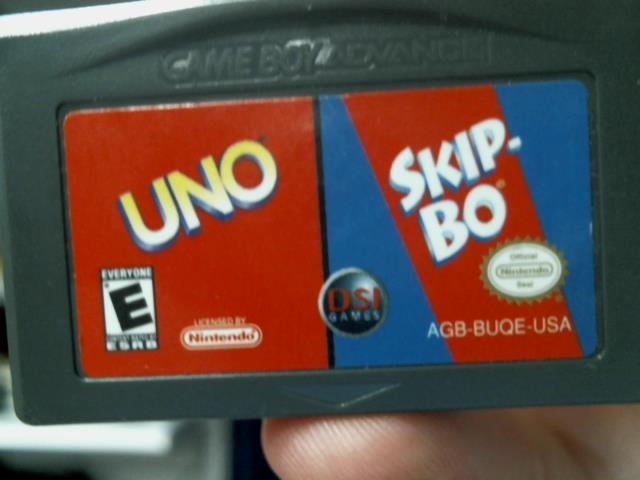 GAME BOY ADVANCE
UNO
SKIP-
BO
EVERYONE
E
ESRB
LICENSED BY
Nintendo
DSI
GAMES
Official
Nintendo
Seal
AGB-BUQE-USA